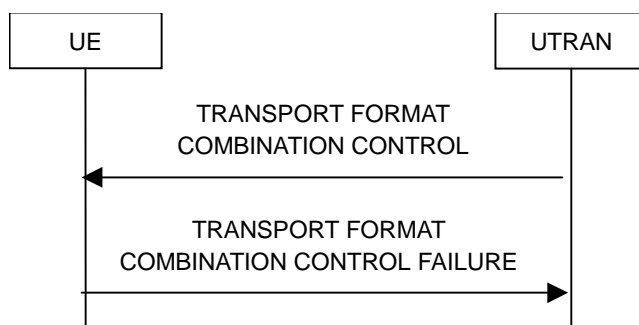 UE
UTRAN
TRANSPORT FORMAT
COMBINATION CONTROL
TRANSPORT FORMAT
COMBINATION CONTROL FAILURE